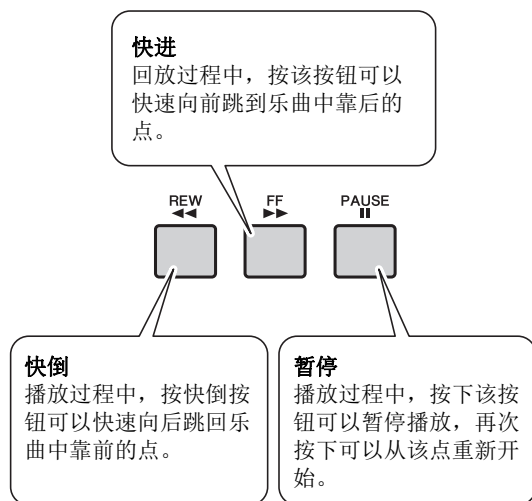 快进
回放过程中，按该按钮可以
快速向前跳到乐曲中靠后的
点。
REW
FF
PAUSE
快倒
播放过程中，按快倒按
钮可以快速向后跳回乐
曲中靠前的点。
暂停
播放过程中，按下该按
钮可以暂停播放，再次
按下可以从该点重新开
始。